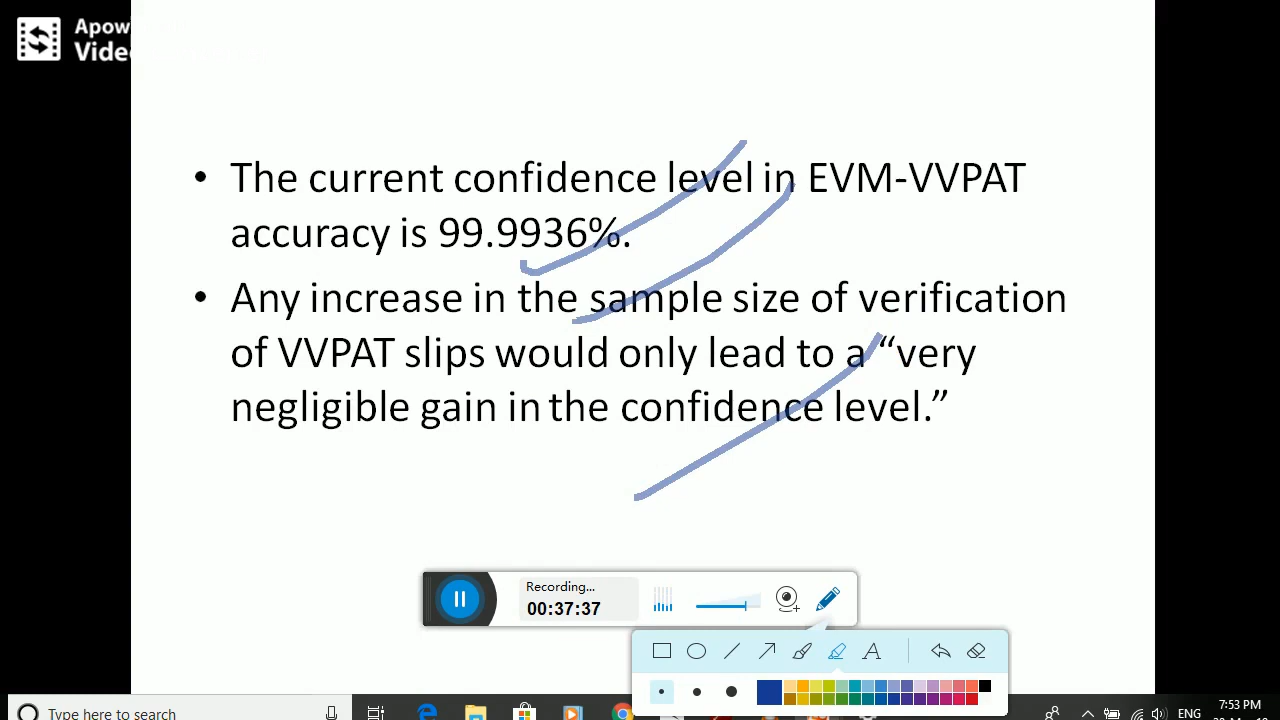 Apow
Vide
• The current confidence level in EVM-VVPAT
accuracy is 99.9936%.
• Any increase in the sample size of verification
of VVPAT slips would only lead to a “very
negligible gain in the confidence level.”
Recording...
00:37:37
A
Type here to search
ENG
7:53 PM